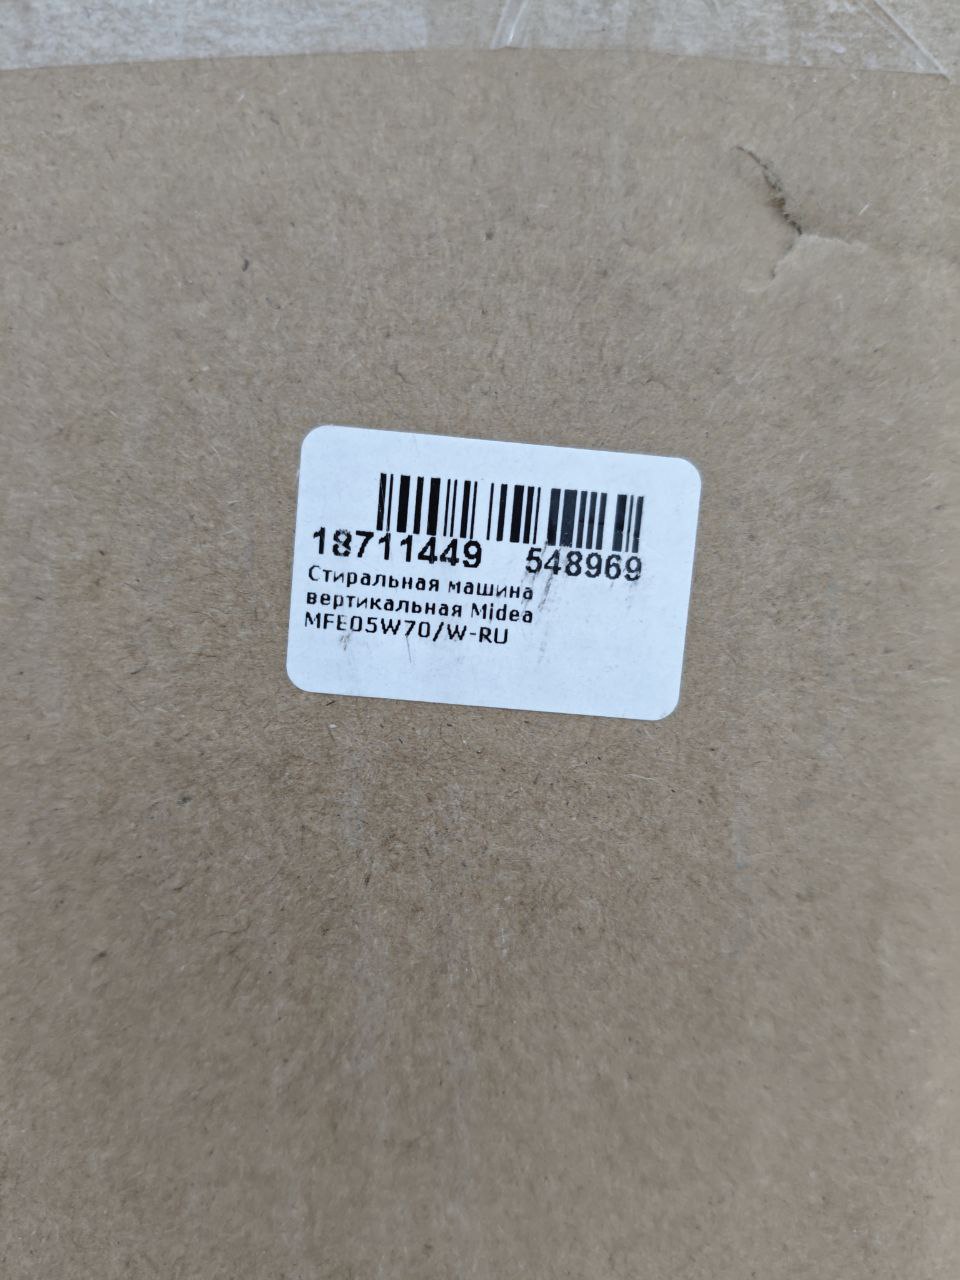 18711449 548969
Стиральная машина
вертикальная Midea
MFE05W70/W-RU